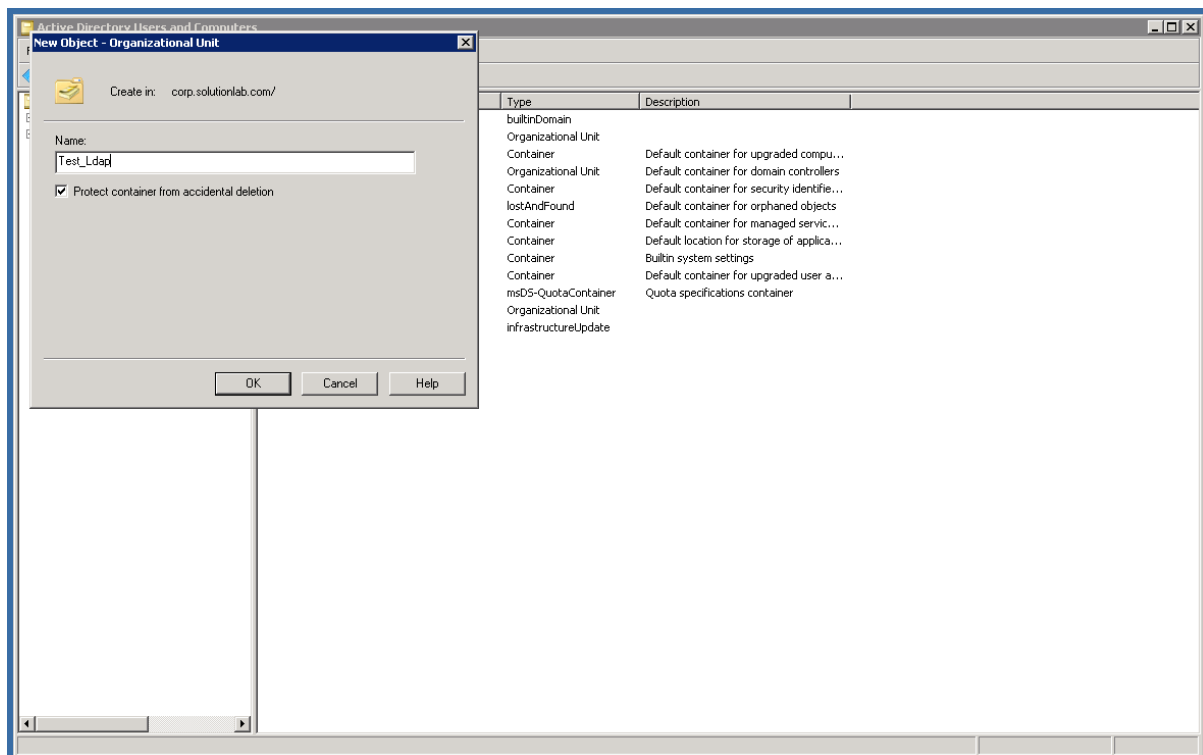 Active Directory Users and Computers
New Object - Organizational Unit
Create in: corp.solutionlab.com/
Name:
Test_Ldap
Protect container from accidental deletion
OK Cancel Help
Type Description
builtinDomain
Organizational Unit
Container Default container for upgraded compu...
Organizational Unit Default container for domain controllers
Container Default container for security identifie...
lostAndFound Default container for orphaned objects
Container Default container for managed servic...
Container Default location for storage of applica...
Container Builtin system settings
Container Default container for upgraded user a...
msDS-QuotaContainer Quota specifications container
Organizational Unit
infrastructureUpdate